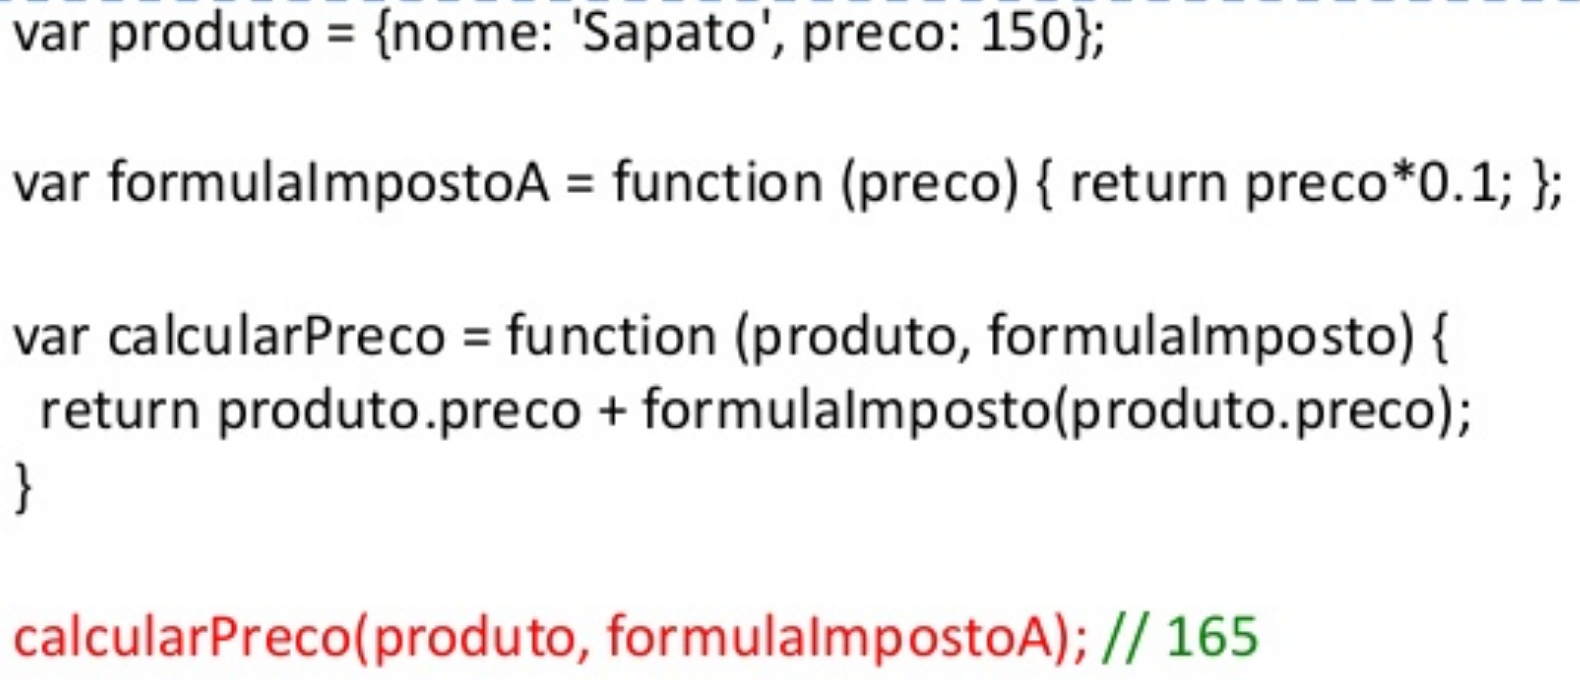 var produto = {nome: 'Sapato', preco: 150};
var formulaImpostoA = function (preco) { return preco*0.1; };
var calcularPreco = function (produto, formulaImposto) {
return produto.preco + formulaImposto(produto.preco);
}
calcularPreco(produto, formulaImpostoA); // 165